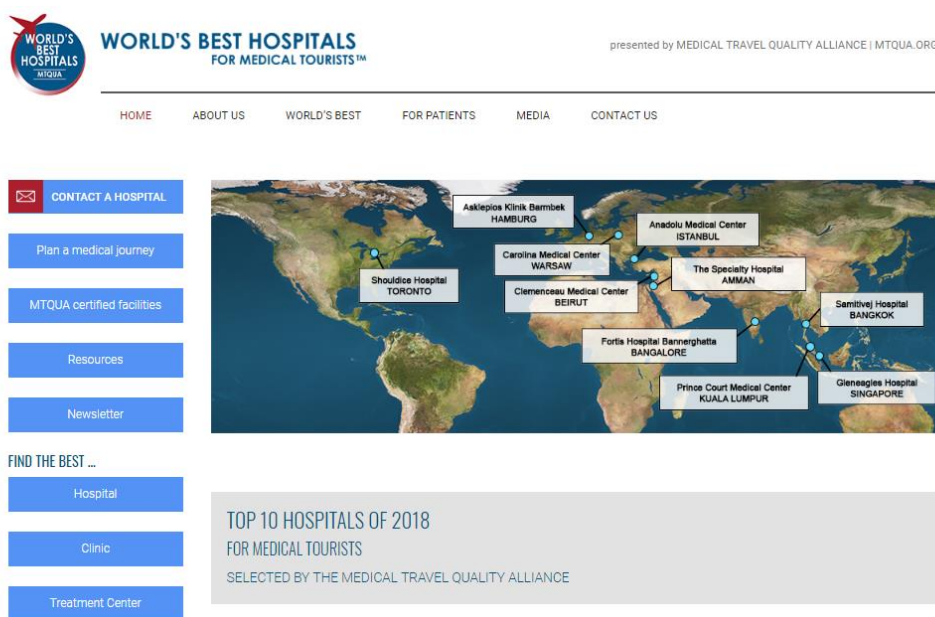 WORLD'S
BEST
HOSPITALS
MTQUA
WORLD'S BEST HOSPITALS
FOR MEDICAL TOURISTS™
presented by MEDICAL TRAVEL QUALITY ALLIANCE | MTQUA.ORG
HOME ABOUT US WORLD'S BEST FOR PATIENTS MEDIA CONTACT US
CONTACT A HOSPITAL
Plan a medical journey
MTQUA certified facilities
Resources
Newsletter
FIND THE BEST ...
Hospital
Clinic
Treatment Center
Asklepios Klinik Barmbek
HAMBURG
Anadolu Medical Center
ISTANBUL
Carolina Medical Center
WARSAW
Shouldice Hospital
TORONTO
The Specialty Hospital
AMMAN
Clemenceau Medical Center
BEIRUT
Samitivej Hospital
BANGKOK
Fortis Hospital Bannerghatta
BANGALORE
Prince Court Medical Center
KUALA LUMPUR
Gleneagles Hospital
SINGAPORE
TOP 10 HOSPITALS OF 2018
FOR MEDICAL TOURISTS
SELECTED BY THE MEDICAL TRAVEL QUALITY ALLIANCE